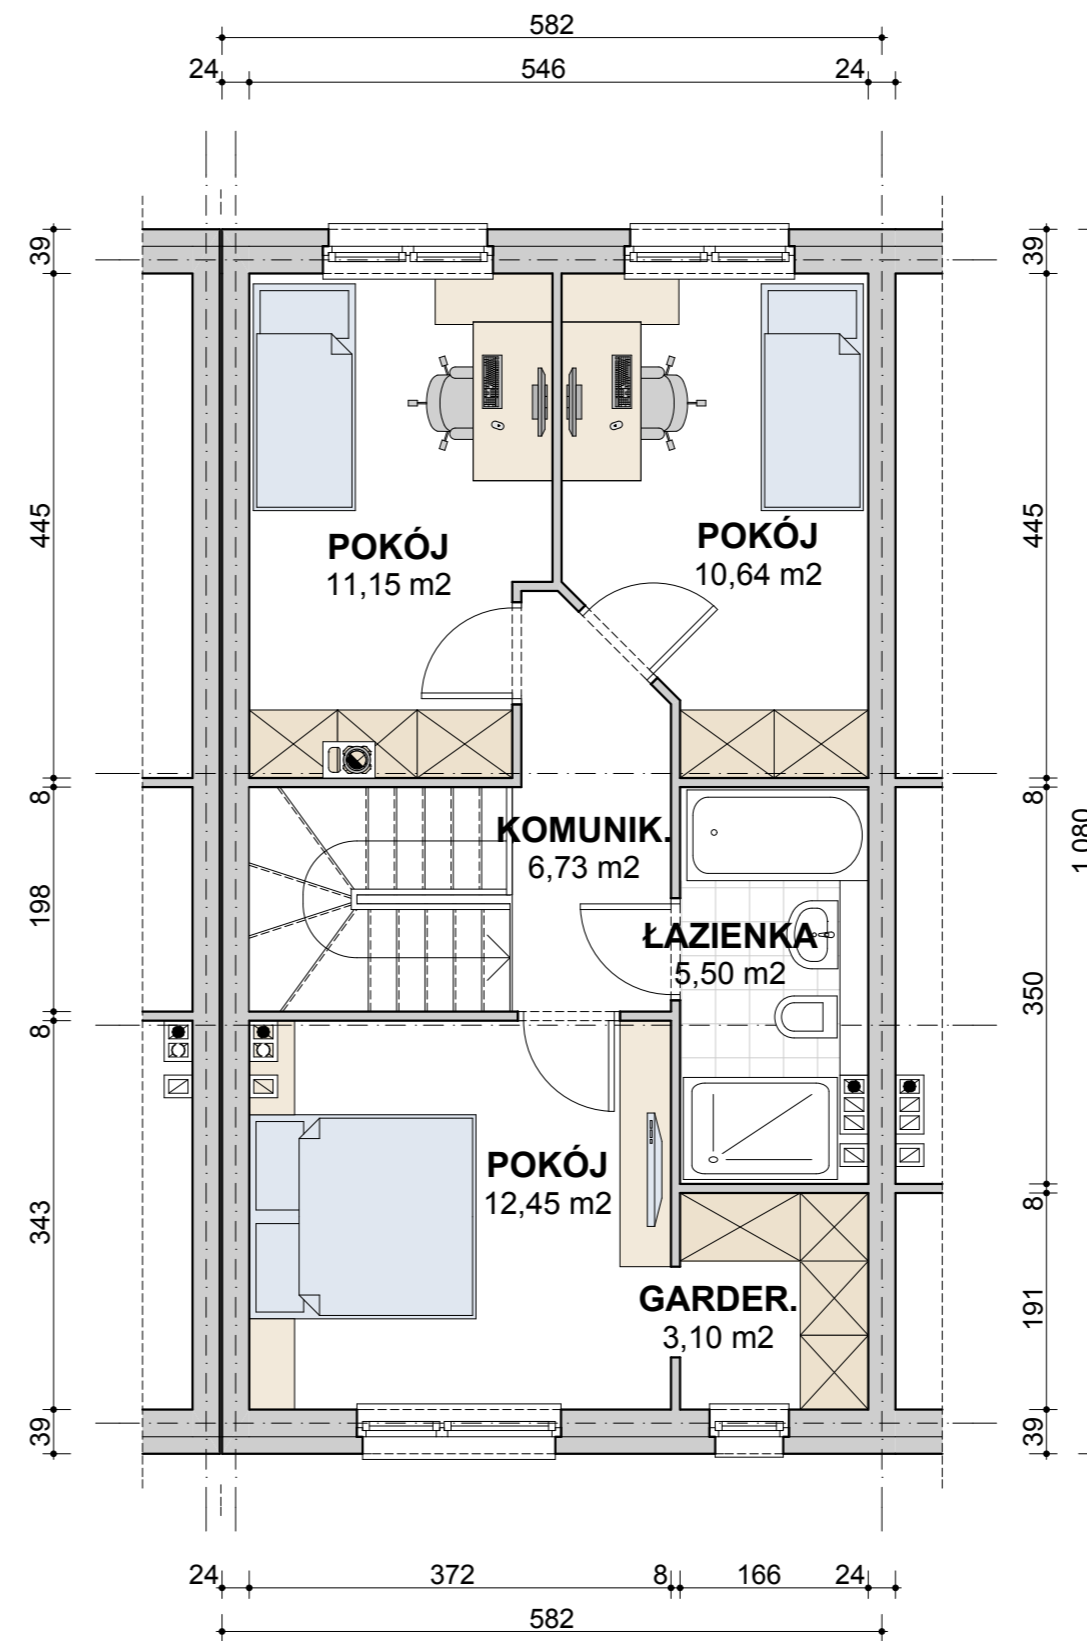 582
24
546
24
39
39
445
445
POKÓJ
11,15 m2
POKÓJ
10,64 m2
8
8
1 080
KOMUNIK.
6,73 m2
198
ŁAZIENKA
5,50 m2
350
8
POKÓJ
12,45 m2
343
8
GARDER.
3,10 m2
191
39
39
24
372
8
166
24
582